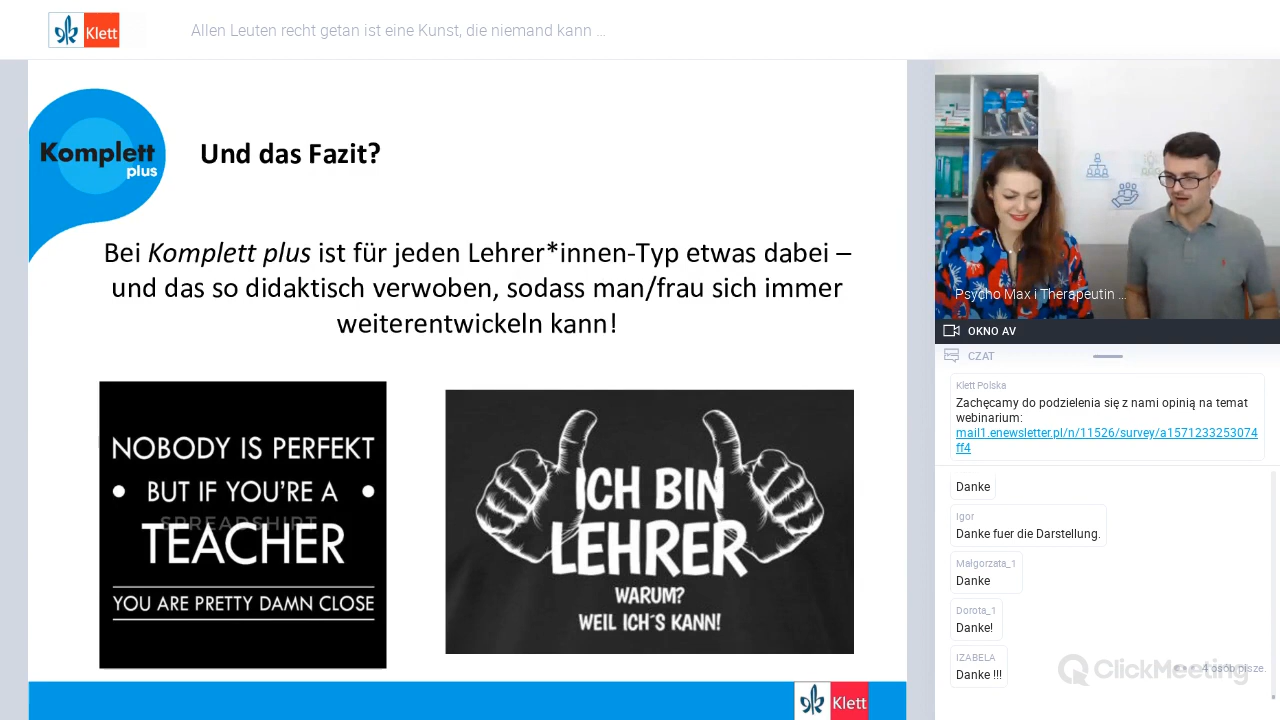 Klett
Allen Leuten recht getan ist eine Kunst, die niemand kann ...
Komplett
plus
Und das Fazit?
Bei Komplett plus ist für jeden Lehrer*innen-Typ etwas dabei –
und das so didaktisch verwoben, sodass man/frau sich immer
weiterentwickeln kann!
NOBODY IS PERFEKT
• BUT IF YOU'RE A •
SPREADSHIRT
TEACHER
YOU ARE PRETTY DAMN CLOSE
ICH BIN
LEHRER
WARUM?
WEIL ICH´S KANN!
Klett
Psycho Max i Therapeutin ...
OKNO AV
CZAT
Klett Polska
Zachęcamy do podzielenia się z nami opinią na temat
webinarium:
mail1.enewsletter.pl/n/11526/survey/a1571233253074
ff4
Danke
Igor
Danke fuer die Darstellung.
Małgorzata_1
Danke
Dorota_1
Danke!
IZABELA
Danke !!!
ClickMeeting
4 osób pisze.